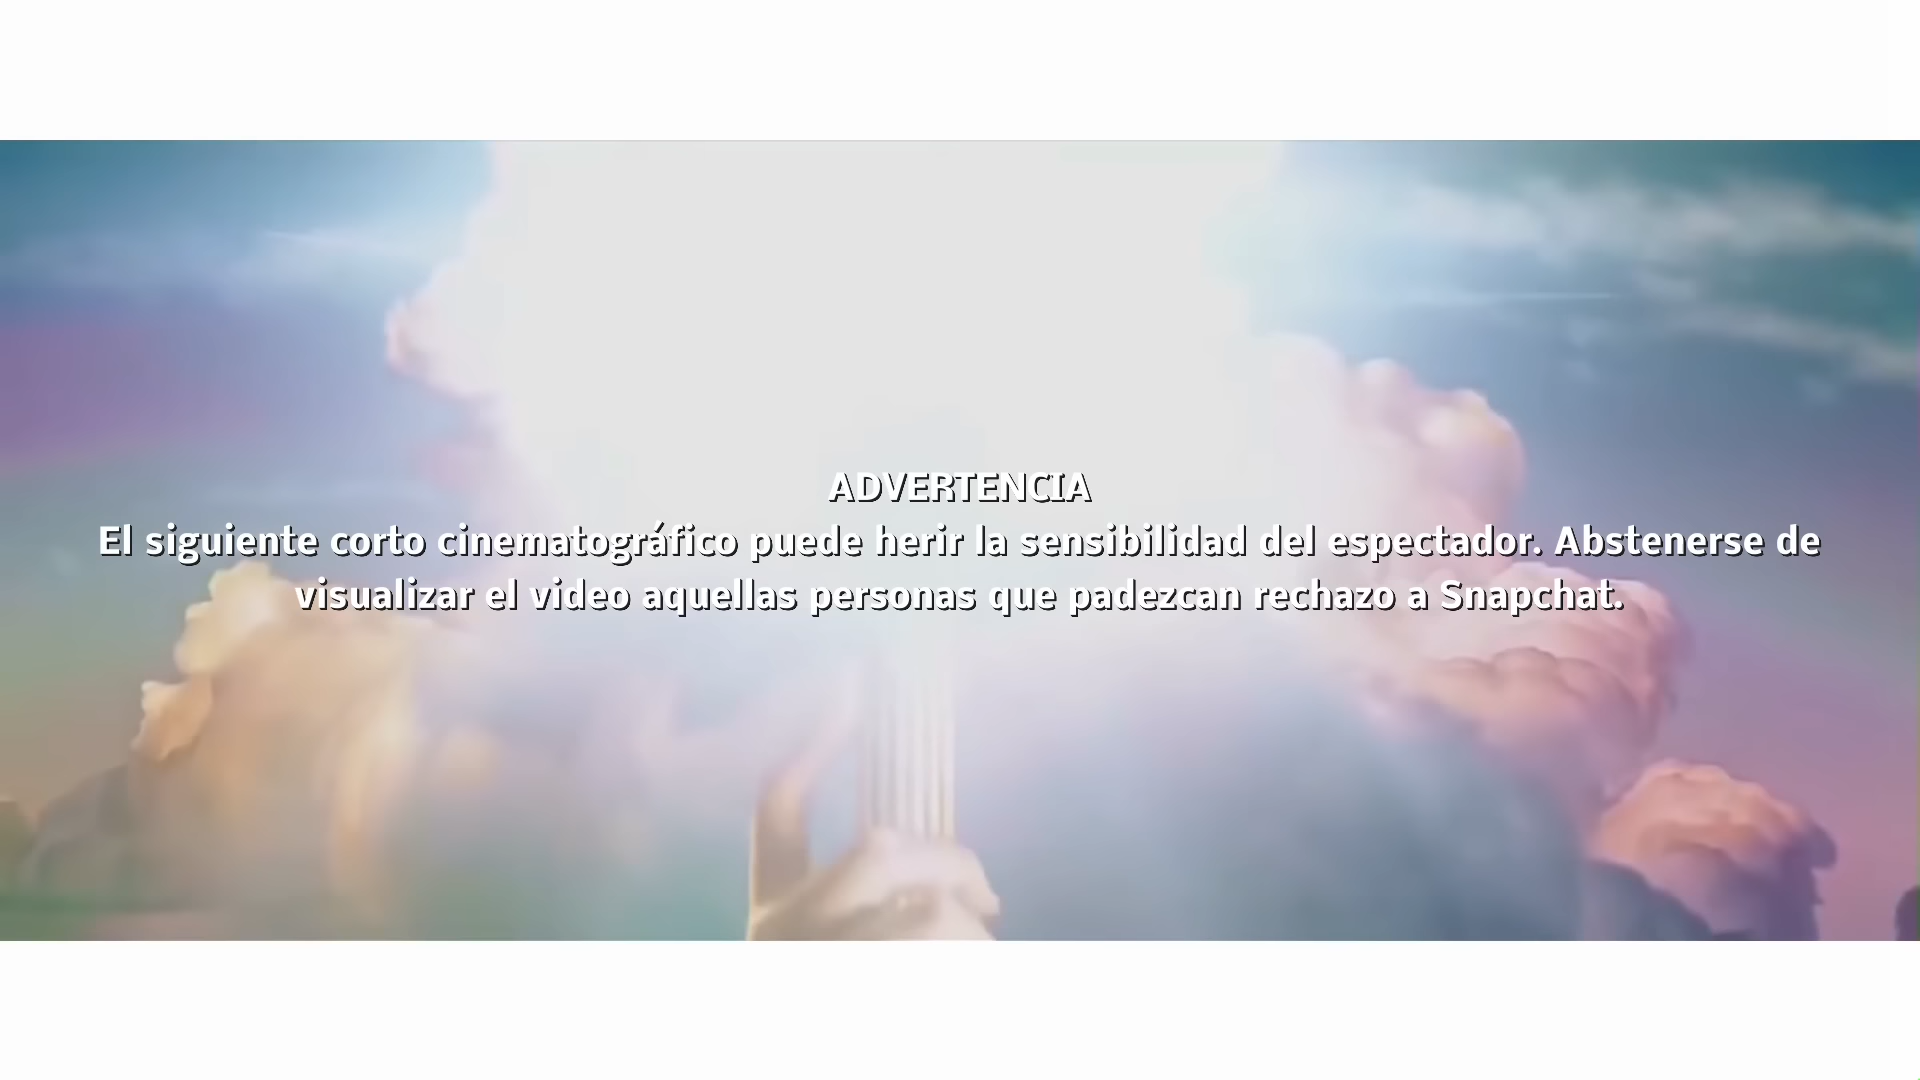 ADVERTENCIA
El siguiente corto cinematográfico puede herir la sensibilidad del espectador. Abstenerse de
visualizar el video aquellas personas que padezcan rechazo a Snapchat.